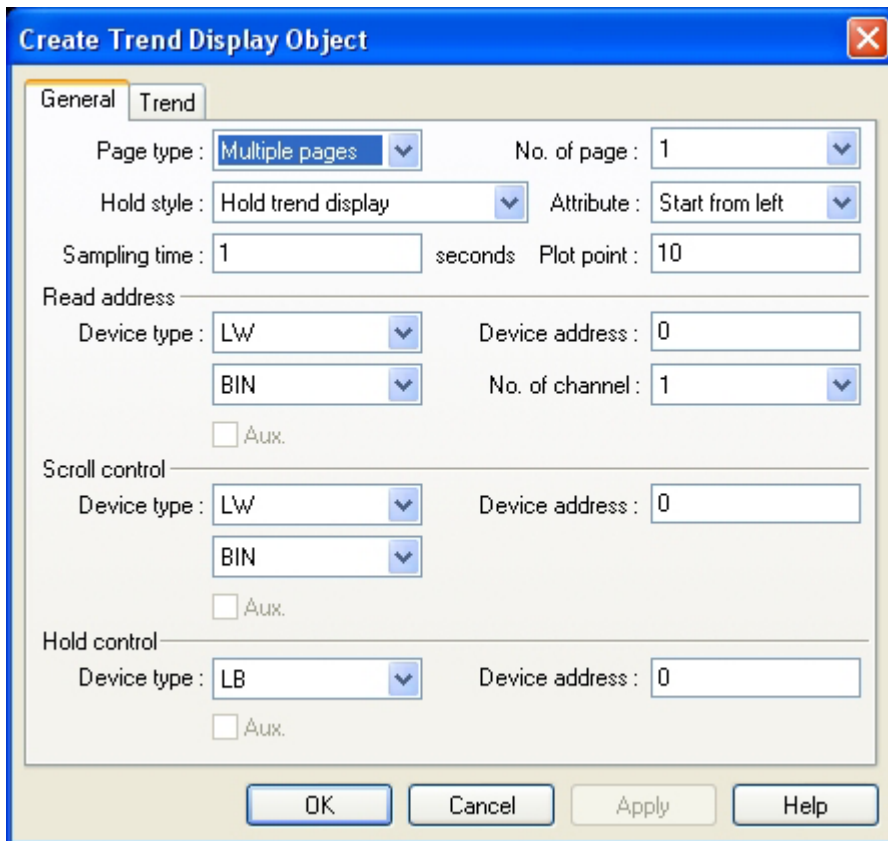 Create Trend Display Object
General Trend
Page type : Multiple pages No. of page : 1
Hold style : Hold trend display Attribute : Start from left
Sampling time : 1 seconds Plot point : 10
Read address
Device type : LW Device address : 0
BIN No. of channel : 1
Aux.
Scroll control
Device type : LW Device address : 0
BIN
Aux.
Hold control
Device type : LB Device address : 0
Aux.
OK Cancel Apply Help